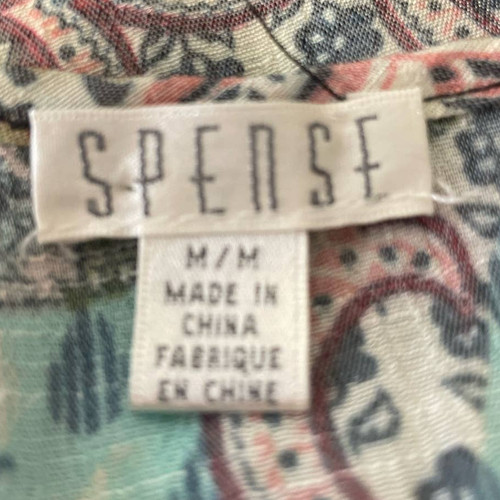 SPENSE
M/M
MADE IN
CHINA
FABRIQUE
EN CHINE